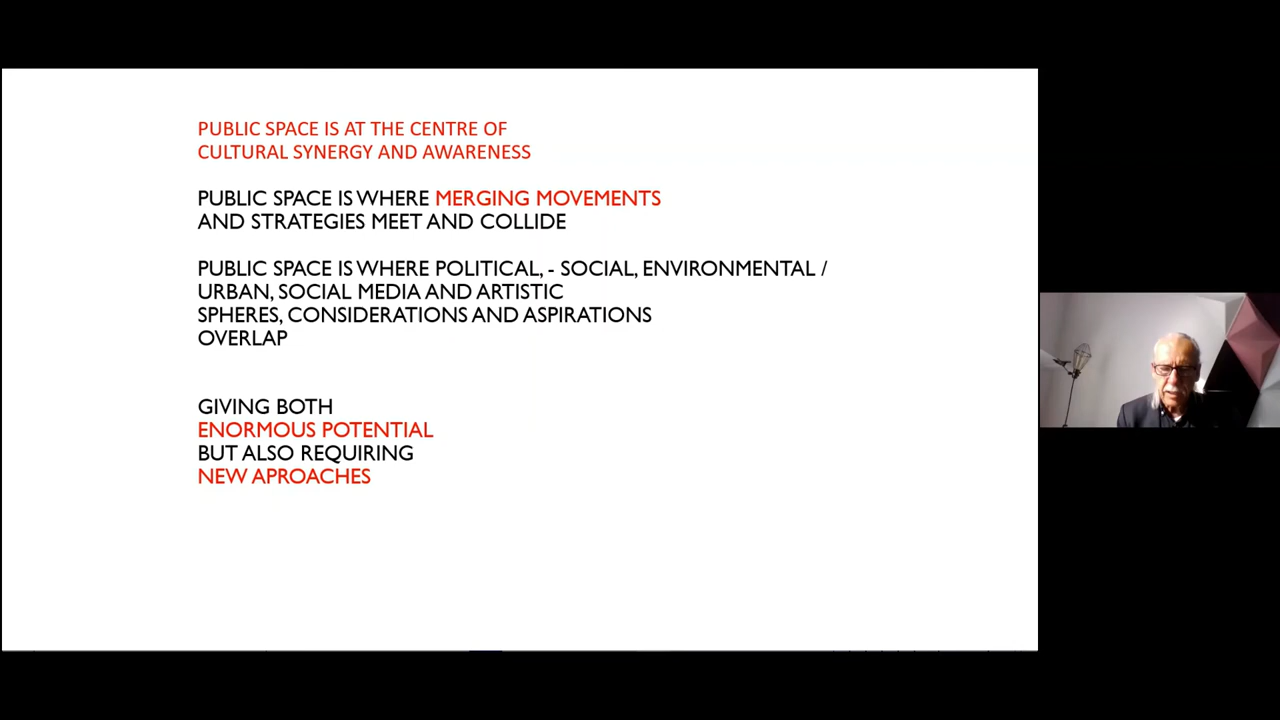 PUBLIC SPACE IS AT THE CENTRE OF
CULTURAL SYNERGY AND AWARENESS
PUBLIC SPACE IS WHERE MERGING MOVEMENTS
AND STRATEGIES MEET AND COLLIDE
PUBLIC SPACE IS WHERE POLITICAL, - SOCIAL, ENVIRONMENTAL /
URBAN, SOCIAL MEDIA AND ARTISTIC
SPHERES, CONSIDERATIONS AND ASPIRATIONS
OVERLAP
GIVING BOTH
ENORMOUS POTENTIAL
BUT ALSO REQUIRING
NEW APROACHES